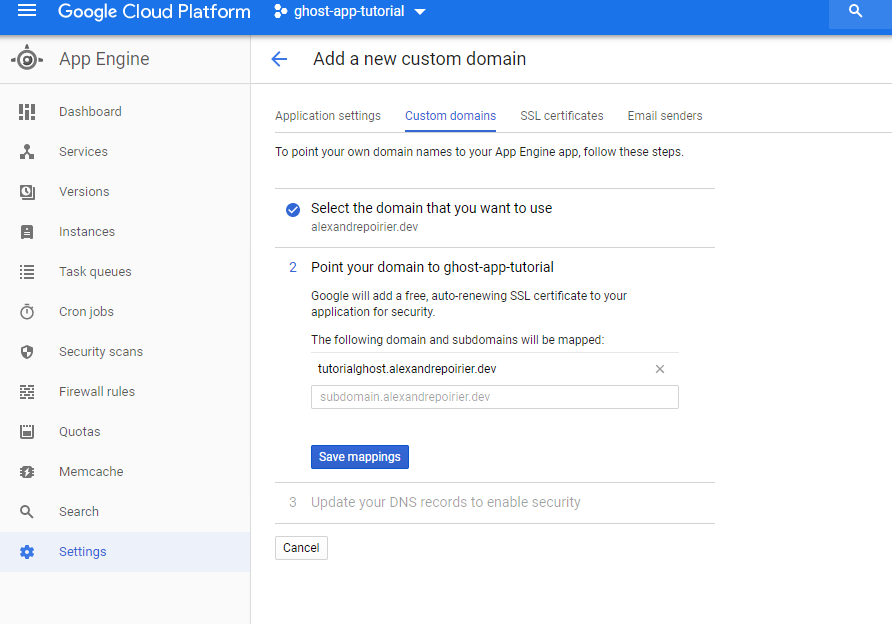 Google Cloud Platform
ghost-app-tutorial
App Engine
Add a new custom domain
Dashboard
Services
Versions
Instances
Task queues
Cron jobs
Security scans
Firewall rules
Quotas
Memcache
Search
Settings
Application settings
Custom domains
SSL certificates
Email senders
To point your own domain names to your App Engine app, follow these steps.
Select the domain that you want to use
alexandrepoirier.dev
2 Point your domain to ghost-app-tutorial
Google will add a free, auto-renewing SSL certificate to your
application for security.
The following domain and subdomains will be mapped:
tutorialghost.alexandrepoirier.dev
subdomain.alexandrepoirier.dev
Save mappings
3 Update your DNS records to enable security
Cancel